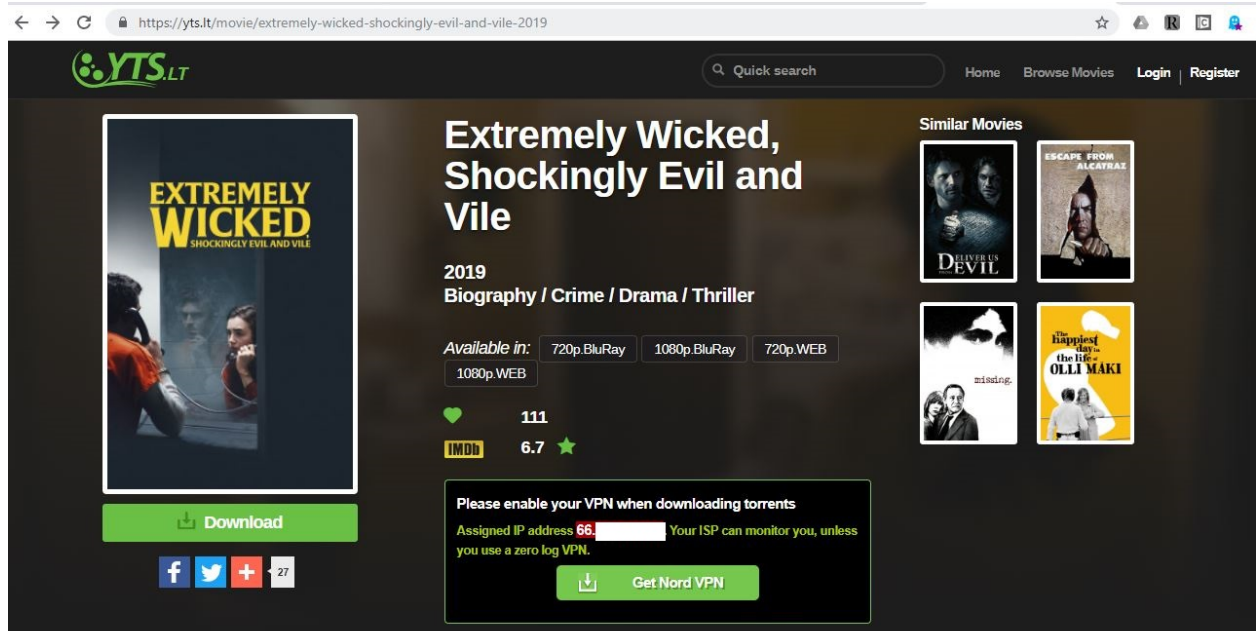 https://yts.lt/movie/extremely-wicked-shockingly-evil-and-vile-2019
YTS.LT
Quick search
Home Browse Movies Login | Register
EXTREMELY
WICKED,
SHOCKINGLY EVIL AND VILE
Download
27
Extremely Wicked,
Shockingly Evil and
Vile
2019
Biography / Crime / Drama / Thriller
Available in: 720p.BluRay 1080p.BluRay 720p.WEB
1080p.WEB
111
IMDb 6.7
Please enable your VPN when downloading torrents
Assigned IP address 66. . Your ISP can monitor you, unless
you use a zero log VPN.
Get Nord VPN
Similar Movies
DELIVER US
DEVIL
ESCAPE FROM
ALCATRAZ
missing.
The
happiest
day in
the life of
OLLI MÄKI